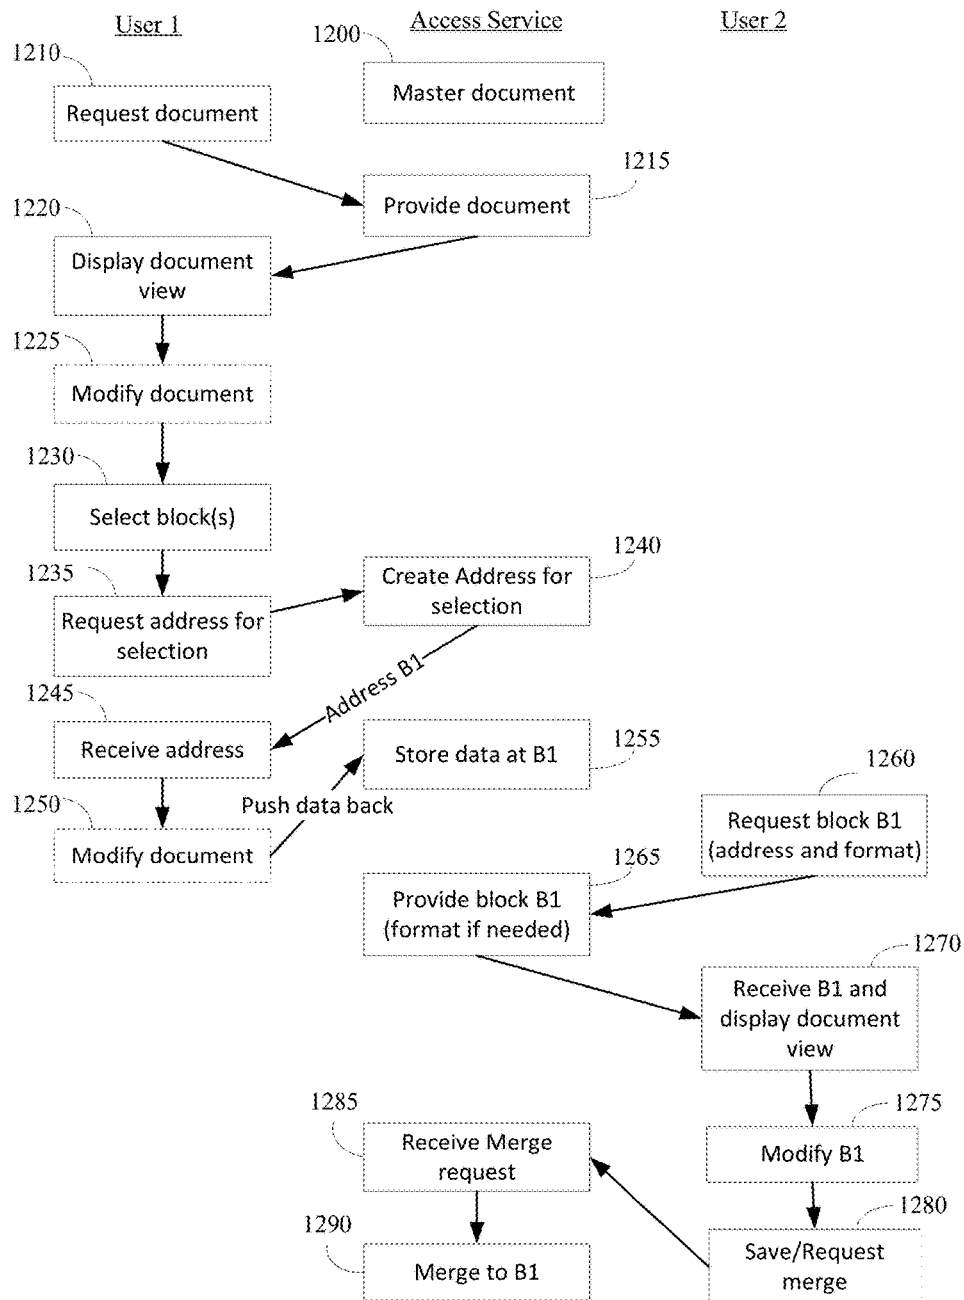 User 1
Access Service
User 2
1200
1210
Master document
Request document
1215
Provide document
1220
Display document
view
1225
Modify document
1230
Select block(s)
1235
Request address for
selection
1240
Create Address for
selection
Address B1
1245
Receive address
1255
Store data at B1
Push data back
1250
Modify document
1260
Request block B1
(address and format)
1265
Provide block B1
(format if needed)
1270
Receive B1 and
display document
view
1275
Modify B1
1280
Save/Request
merge
1285
Receive Merge
request
1290
Merge to B1